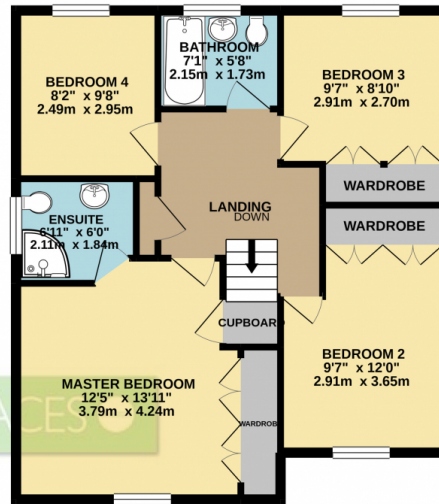 BATHROOM
7'1" x 5'8"
2.15m x 1.73m
BEDROOM 4
8'2" x 9'8"
2.49m x 2.95m
BEDROOM 3
9'7" x 8'10"
2.91m x 2.70m
WARDROBE
WARDROBE
LANDING
DOWN
ENSUITE
6'11" x 6'0"
2.11m x 1.84m
CUPBOARD
BEDROOM 2
9'7" x 12'0"
2.91m x 3.65m
MASTER BEDROOM
12'5" x 13'11"
3.79m x 4.24m
WARDROBE
ACES